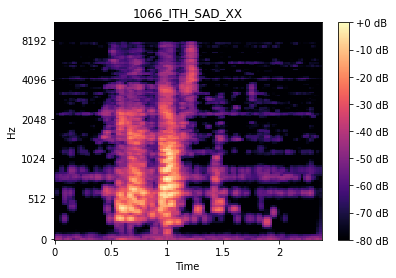 1066_ITH_SAD_XX
8192
4096
2048
1024
512
0
Hz
0
0.5
1
1.5
2
Time
+0 dB
-10 dB
-20 dB
-30 dB
-40 dB
-50 dB
-60 dB
-70 dB
-80 dB